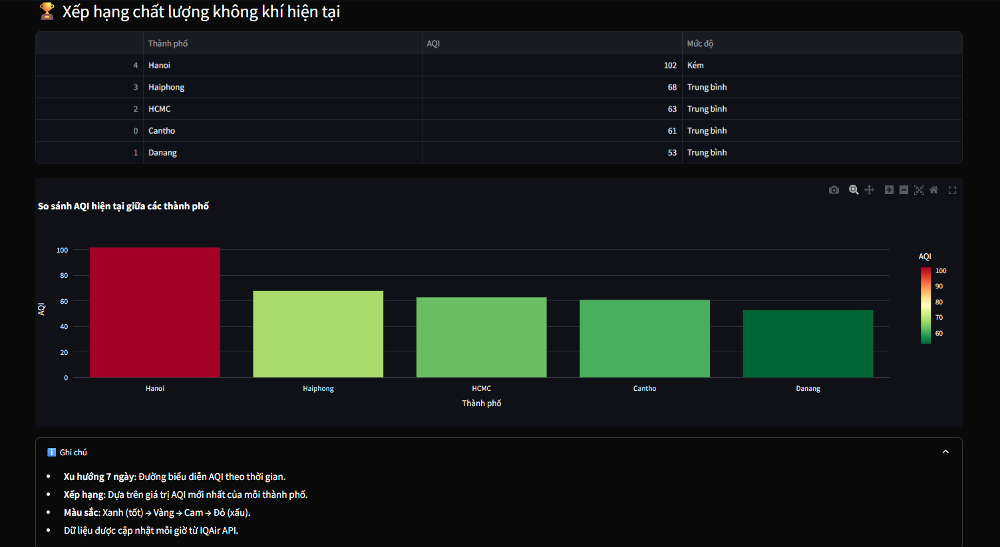 🏆 Xếp hạng chất lượng không khí hiện tại
Thành phố AQI Mức độ
4 Hanoi 102 Kém
3 Haiphong 68 Trung bình
2 HCMC 63 Trung bình
0 Cantho 61 Trung bình
1 Danang 53 Trung bình
So sánh AQI hiện tại giữa các thành phố
100
80
60
40
20
0
AQI
Hanoi Haiphong HCMC Cantho Danang
Thành phố
AQI
100
90
80
70
60
ℹ️ Ghi chú
• Xu hướng 7 ngày: Đường biểu diễn AQI theo thời gian.
• Xếp hạng: Dựa trên giá trị AQI mới nhất của mỗi thành phố.
• Màu sắc: Xanh (tốt) → Vàng → Cam → Đỏ (xấu).
• Dữ liệu được cập nhật mỗi giờ từ IQAir API.